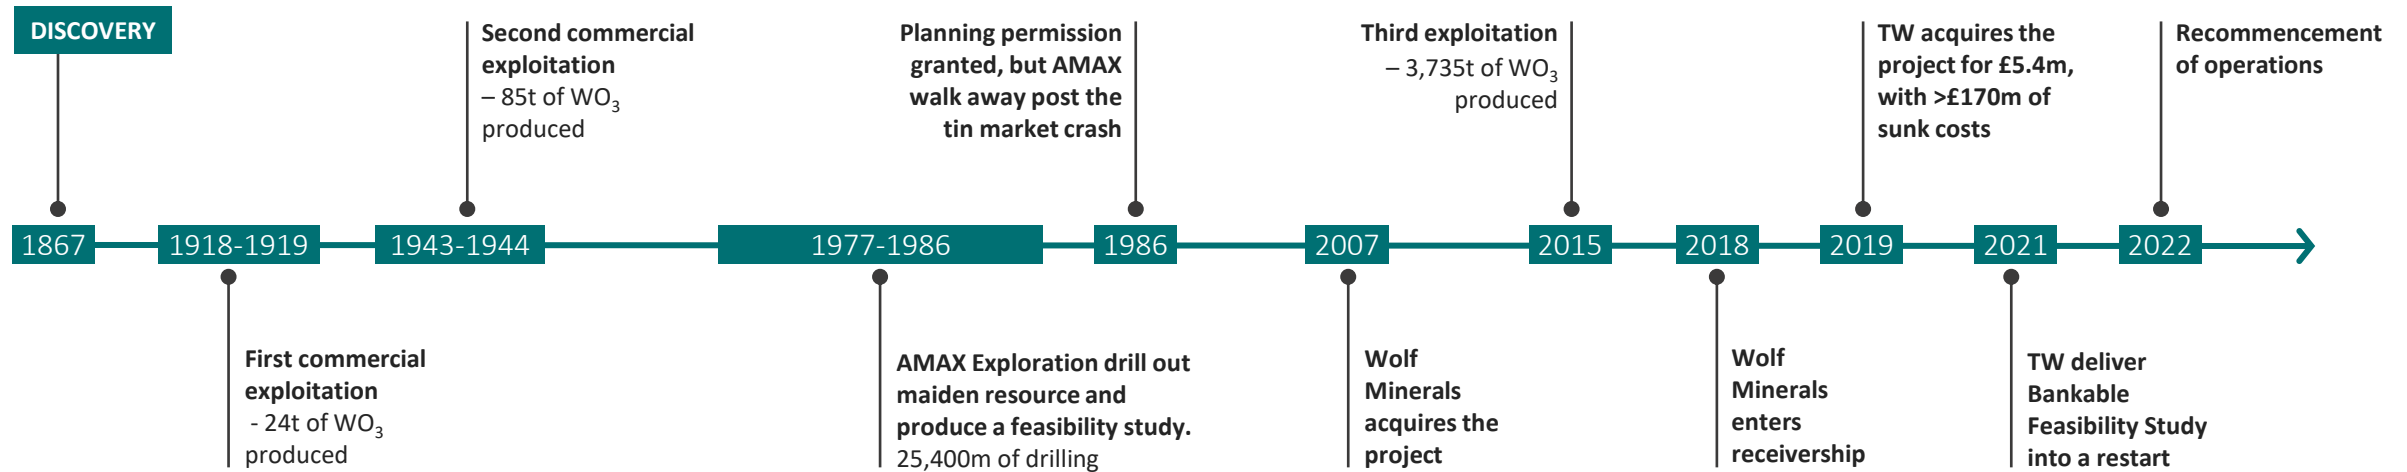 DISCOVERY
Second commercial
exploitation
– 85t of WO₃
produced
Planning permission
granted, but AMAX
walk away post the
tin market crash
Third exploitation
– 3,735t of WO₃
produced
TW acquires the
project for £5.4m,
with >£170m of
sunk costs
Recommencement
of operations
1867
1918-1919
1943-1944
1977-1986
1986
2007
2015
2018
2019
2021
2022
First commercial
exploitation
- 24t of WO₃
produced
AMAX Exploration drill out
maiden resource and
produce a feasibility study.
25,400m of drilling
Wolf
Minerals
acquires the
project
Wolf
Minerals
enters
receivership
TW deliver
Bankable
Feasibility Study
into a restart